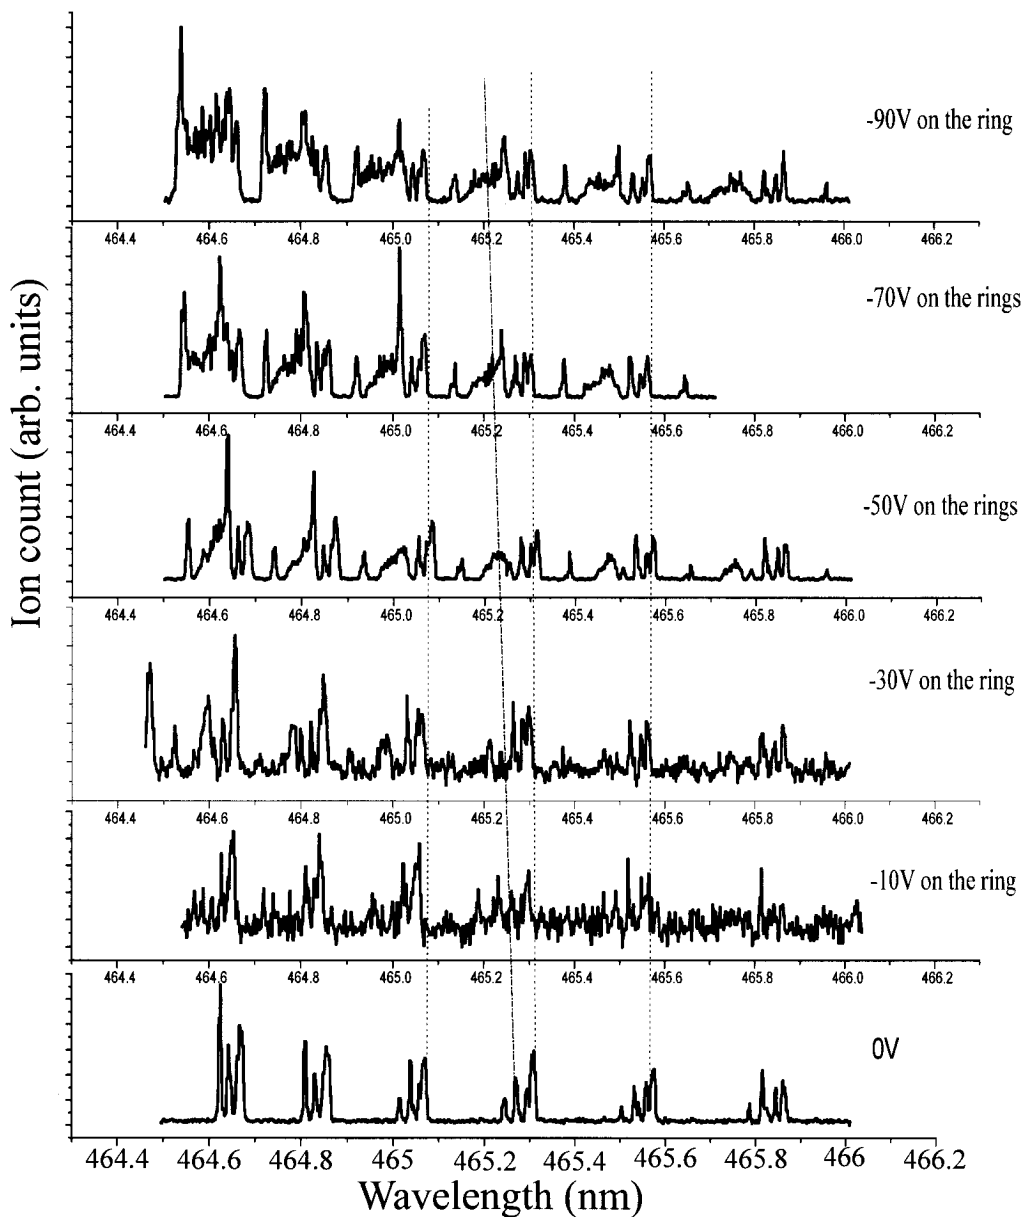 -90V on the ring
464.4 464.6 464.8 465.0 465.2 465.4 465.6 465.8 466.0 466.2
-70V on the rings
464.4 464.6 464.8 465.0 465.2 465.4 465.6 465.8 466.0 466.2
-50V on the rings
464.4 464.6 464.8 465.0 465.2 465.4 465.6 465.8 466.0 466.2
-30V on the ring
464.4 464.6 464.8 465.0 465.2 465.4 465.6 465.8 466.0 466.2
-10V on the ring
464.4 464.6 464.8 465.0 465.2 465.4 465.6 465.8 466.0 466.2
0V
464.4 464.6 464.8 465 465.2 465.4 465.6 465.8 466 466.2
Wavelength (nm)
Ion count (arb. units)